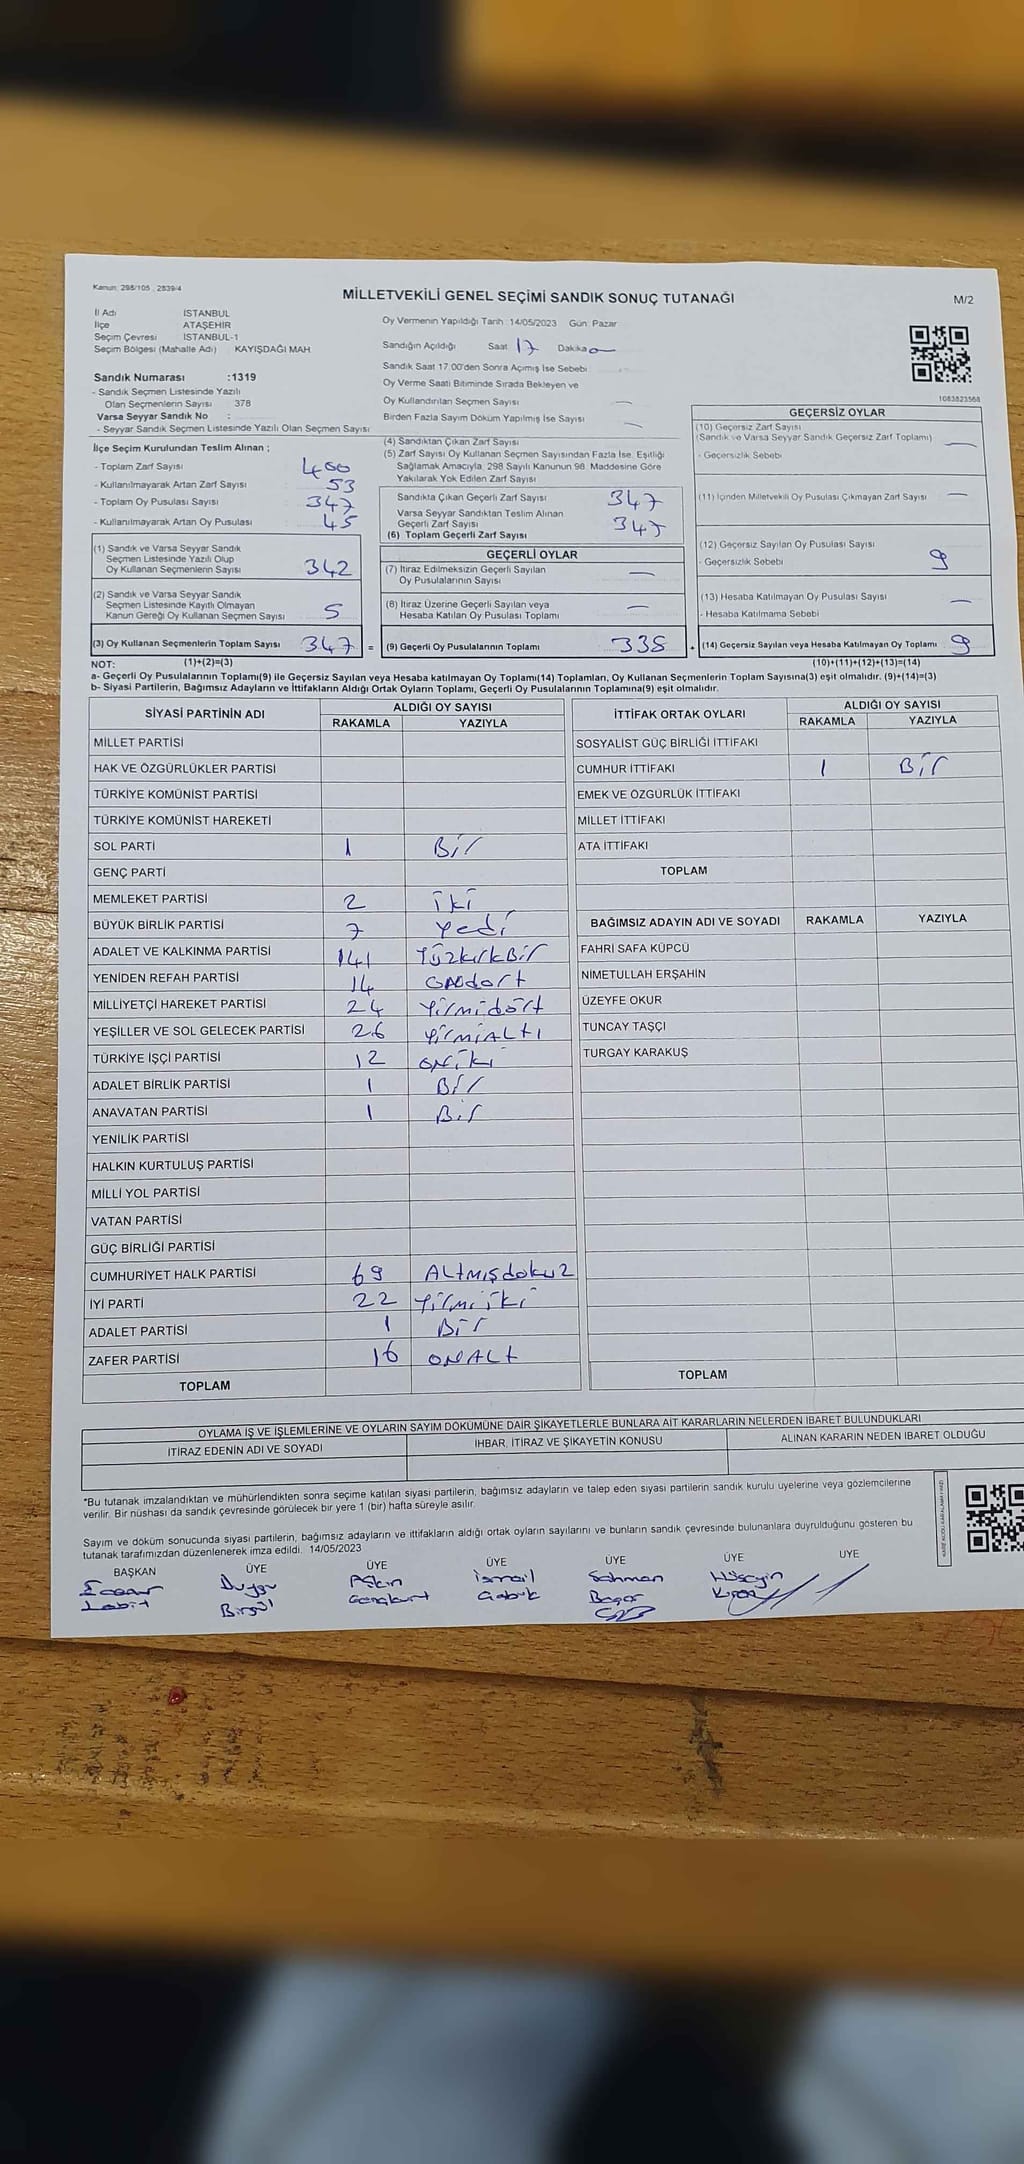 Kanun: 298/105 , 2839/4
MİLLETVEKİLİ GENEL SEÇİMİ SANDIK SONUÇ TUTANAĞI
M/2
İl Adı İSTANBUL
İlçe ATAŞEHİR
Seçim Çevresi İSTANBUL-1
Seçim Bölgesi (Mahalle Adı) KAYIŞDAĞI MAH
Sandık Numarası :1319
- Sandık Seçmen Listesinde Yazılı
Olan Seçmenlerin Sayısı 378
Varsa Seyyar Sandık No :
- Seyyar Sandık Seçmen Listesinde Yazılı Olan Seçmen Sayısı
Oy Vermenin Yapıldığı Tarih :14/05/2023 Gün: Pazar
Sandığın Açıldığı Saat 17 Dakika 0
Sandık Saat 17.00'den Sonra Açımış İse Sebebi
Oy Verme Saati Bitiminde Sırada Bekleyen ve
Oy Kullandırılan Seçmen Sayısı —
Birden Fazla Sayım Döküm Yapılmış İse Sayısı —
1083823568
İlçe Seçim Kurulundan Teslim Alınan ;
- Toplam Zarf Sayısı 400
- Kullanılmayarak Artan Zarf Sayısı 53
- Toplam Oy Pusulası Sayısı 347
- Kullanılmayarak Artan Oy Pusulası 45
(1) Sandık ve Varsa Seyyar Sandık
Seçmen Listesinde Yazılı Olup
Oy Kullanan Seçmenlerin Sayısı 342
(2) Sandık ve Varsa Seyyar Sandık
Seçmen Listesinde Kayıtlı Olmayan
Kanun Gereği Oy Kullanan Seçmen Sayısı 5
(3) Oy Kullanan Seçmenlerin Toplam Sayısı 347 =
(4) Sandıktan Çıkan Zarf Sayısı
(5) Zarf Sayısı Oy Kullanan Seçmen Sayısından Fazla İse, Eşitliği
Sağlamak Amacıyla, 298 Sayılı Kanunun 98. Maddesine Göre
Yakılarak Yok Edilen Zarf Sayısı
Sandıkta Çıkan Geçerli Zarf Sayısı 347
Varsa Seyyar Sandıktan Teslim Alınan
Geçerli Zarf Sayısı
(6) Toplam Geçerli Zarf Sayısı 347
GEÇERLİ OYLAR
(7) İtiraz Edilmeksizin Geçerli Sayılan
Oy Pusulalarının Sayısı —
(8) İtiraz Üzerine Geçerli Sayılan veya
Hesaba Katılan Oy Pusulası Toplamı —
(9) Geçerli Oy Pusulalarının Toplamı 338 +
GEÇERSİZ OYLAR
(10) Geçersiz Zarf Sayısı
(Sandık ve Varsa Seyyar Sandık Geçersiz Zarf Toplamı) —
- Geçersizlik Sebebi
(11) İçinden Milletvekili Oy Pusulası Çıkmayan Zarf Sayısı —
(12) Geçersiz Sayılan Oy Pusulası Sayısı
- Geçersizlik Sebebi 9
(13) Hesaba Katılmayan Oy Pusulası Sayısı —
- Hesaba Katılmama Sebebi
(14) Geçersiz Sayılan veya Hesaba Katılmayan Oy Toplamı 9
NOT: (1)+(2)=(3) (10)+(11)+(12)+(13)=(14)
a- Geçerli Oy Pusulalarının Toplamı(9) ile Geçersiz Sayılan veya Hesaba katılmayan Oy Toplamı(14) Toplamları, Oy Kullanan Seçmenlerin Toplam Sayısına(3) eşit olmalıdır. (9)+(14)=(3)
b- Siyasi Partilerin, Bağımsız Adayların ve İttifakların Aldığı Ortak Oyların Toplamı, Geçerli Oy Pusulalarının Toplamına(9) eşit olmalıdır.
SİYASİ PARTİNİN ADI ALDIĞI OY SAYISI
RAKAMLA YAZIYLA
MİLLET PARTİSİ
HAK VE ÖZGÜRLÜKLER PARTİSİ
TÜRKİYE KOMÜNİST PARTİSİ
TÜRKİYE KOMÜNİST HAREKETİ
SOL PARTİ 1 Bir
GENÇ PARTİ
MEMLEKET PARTİSİ 2 iki
BÜYÜK BİRLİK PARTİSİ 7 yedi
ADALET VE KALKINMA PARTİSİ 141 YüzkırkBir
YENİDEN REFAH PARTİSİ 14 ONDört
MİLLİYETÇİ HAREKET PARTİSİ 24 Yirmidört
YEŞİLLER VE SOL GELECEK PARTİSİ 26 YirmiALtı
TÜRKİYE İŞÇİ PARTİSİ 12 oniki
ADALET BİRLİK PARTİSİ 1 Bir
ANAVATAN PARTİSİ 1 Bir
YENİLİK PARTİSİ
HALKIN KURTULUŞ PARTİSİ
MİLLİ YOL PARTİSİ
VATAN PARTİSİ
GÜÇ BİRLİĞİ PARTİSİ
CUMHURİYET HALK PARTİSİ 69 ALtmışdokuz
İYİ PARTİ 22 Yirmiiki
ADALET PARTİSİ 1 Bir
ZAFER PARTİSİ 16 ONALt
TOPLAM
İTTİFAK ORTAK OYLARI ALDIĞI OY SAYISI
RAKAMLA YAZIYLA
SOSYALİST GÜÇ BİRLİĞİ İTTİFAKI
CUMHUR İTTİFAKI 1 Bir
EMEK VE ÖZGÜRLÜK İTTİFAKI
MİLLET İTTİFAKI
ATA İTTİFAKI
TOPLAM
BAĞIMSIZ ADAYIN ADI VE SOYADI RAKAMLA YAZIYLA
FAHRİ SAFA KÜPCÜ
NİMETULLAH ERŞAHİN
ÜZEYFE OKUR
TUNCAY TAŞÇI
TURGAY KARAKUŞ
TOPLAM
OYLAMA İŞ VE İŞLEMLERİNE VE OYLARIN SAYIM DÖKÜMÜNE DAİR ŞİKAYETLERLE BUNLARA AİT KARARLARIN NELERDEN İBARET BULUNDUKLARI
İTİRAZ EDENİN ADI VE SOYADI İHBAR, İTİRAZ VE ŞİKAYETİN KONUSU ALINAN KARARIN NEDEN İBARET OLDUĞU
*Bu tutanak imzalandıktan ve mühürlendikten sonra seçime katılan siyasi partilerin, bağımsız adayların ve talep eden siyasi partilerin sandık kurulu üyelerine veya gözlemcilerine
verilir. Bir nüshası da sandık çevresinde görülecek bir yere 1 (bir) hafta süreyle asılır.
Sayım ve döküm sonucunda siyasi partilerin, bağımsız adayların ve ittifakların aldığı ortak oyların sayılarını ve bunların sandık çevresinde bulunanlara duyrulduğunu gösteren bu
tutanak tarafımızdan düzenlenerek imza edildi. 14/05/2023
BAŞKAN ÜYE ÜYE ÜYE ÜYE ÜYE ÜYE
Duygu Aşkın ismail Sahman Hüseyin
Birgül Gençkurt